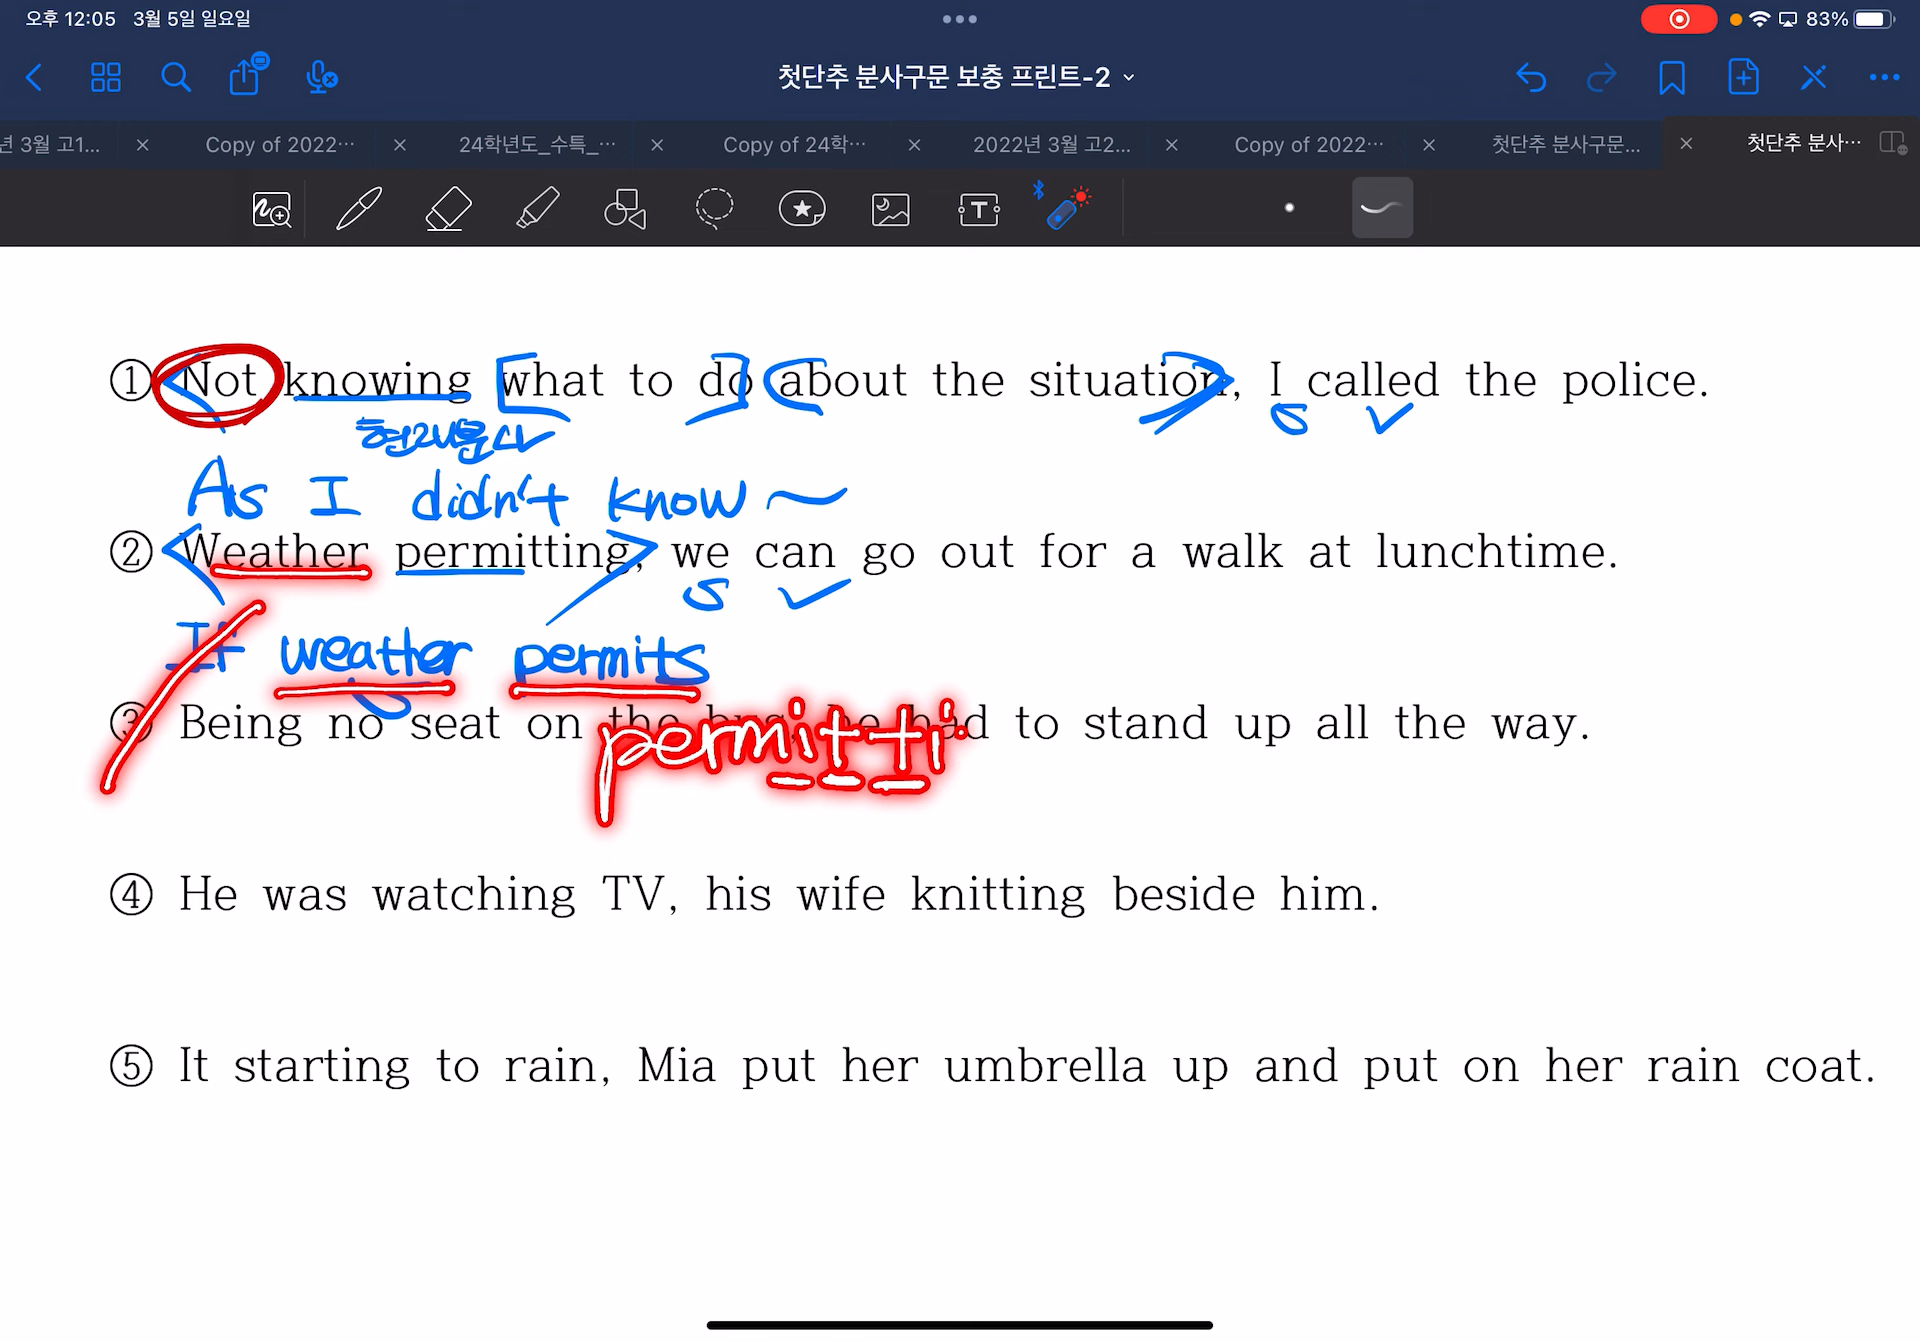 오후 12:05 3월 5일 일요일
83%
첫단추 분사구문 보충 프린트-2
년 3월 고1... Copy of 2022… 24학년도_수특_… Copy of 24학… 2022년 3월 고2... Copy of 2022… 첫단추 분사구문... 첫단추 분사…
① Not knowing what to do about the situation, I called the police.
현재분사 S V
As I didn't know ~
② Weather permitting, we can go out for a walk at lunchtime.
S V
If weather permits
③ Being no seat on the bus, he had to stand up all the way.
permitti
④ He was watching TV, his wife knitting beside him.
⑤ It starting to rain, Mia put her umbrella up and put on her rain coat.